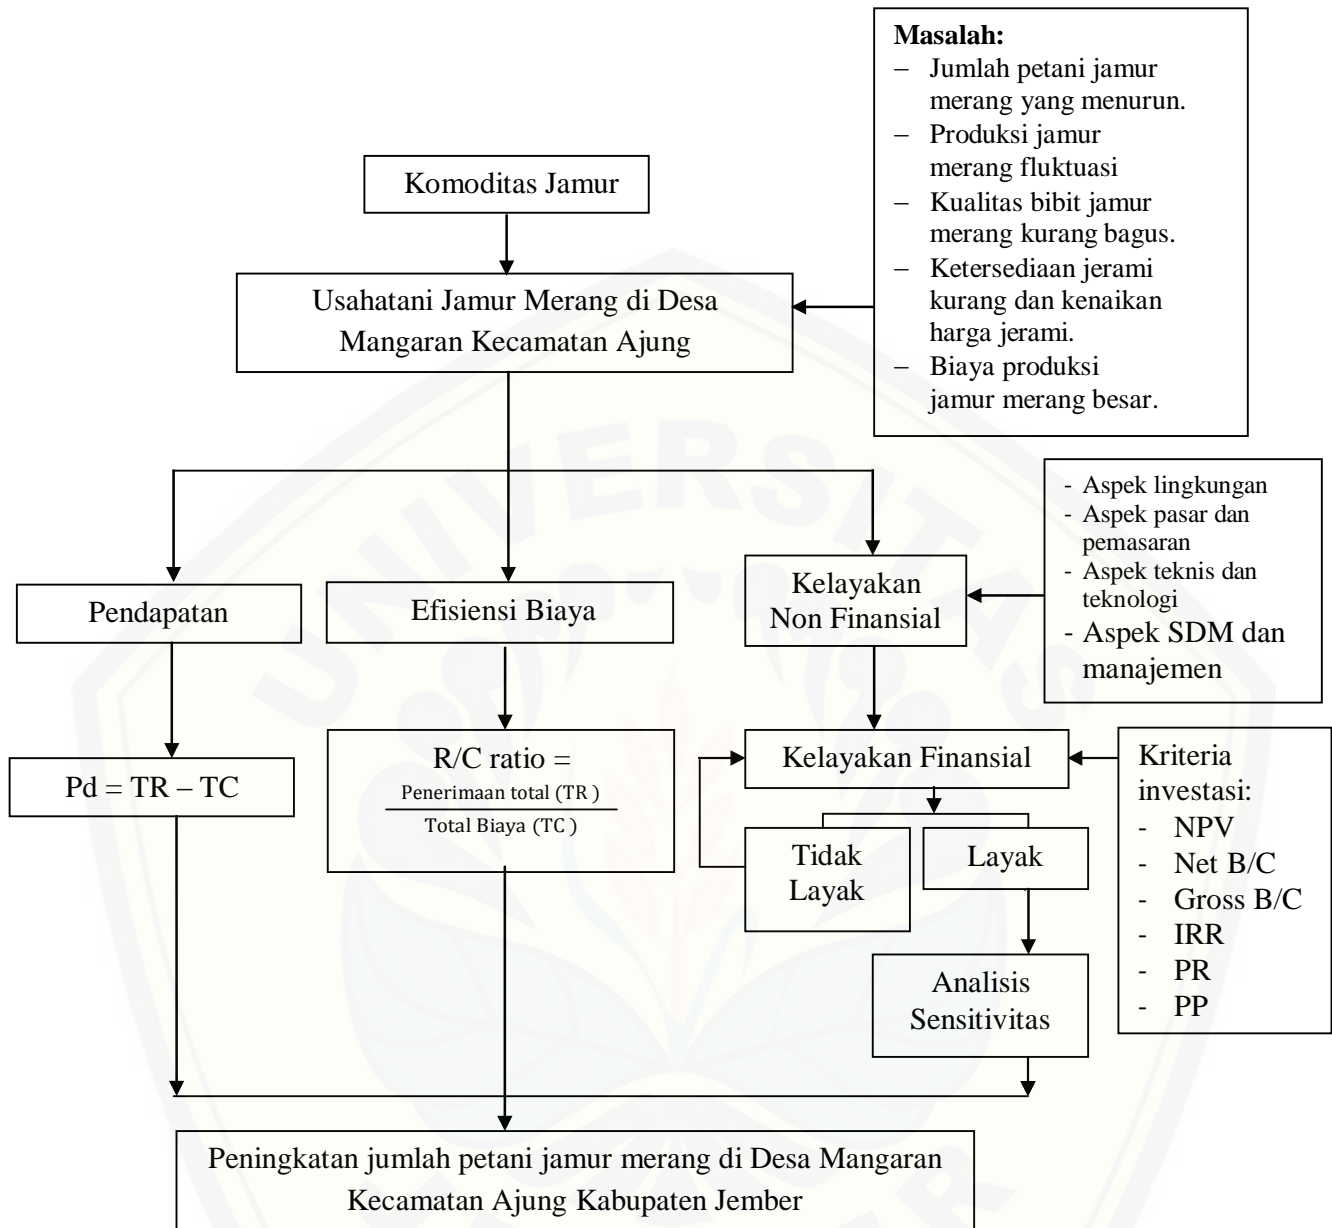 Masalah:
– Jumlah petani jamur
merang yang menurun.
– Produksi jamur
merang fluktuasi
– Kualitas bibit jamur
merang kurang bagus.
– Ketersediaan jerami
kurang dan kenaikan
harga jerami.
– Biaya produksi
jamur merang besar.
Komoditas Jamur
Usahatani Jamur Merang di Desa
Mangaran Kecamatan Ajung
- Aspek lingkungan
- Aspek pasar dan
pemasaran
- Aspek teknis dan
teknologi
- Aspek SDM dan
manajemen
Pendapatan
Efisiensi Biaya
Kelayakan
Non Finansial
Pd = TR – TC
R/C ratio =
Penerimaan total (TR )
Total Biaya (TC )
Kelayakan Finansial
Tidak
Layak
Layak
Analisis
Sensitivitas
Kriteria
investasi:
- NPV
- Net B/C
- Gross B/C
- IRR
- PR
- PP
Peningkatan jumlah petani jamur merang di Desa Mangaran
Kecamatan Ajung Kabupaten Jember
UNIVERSITAS